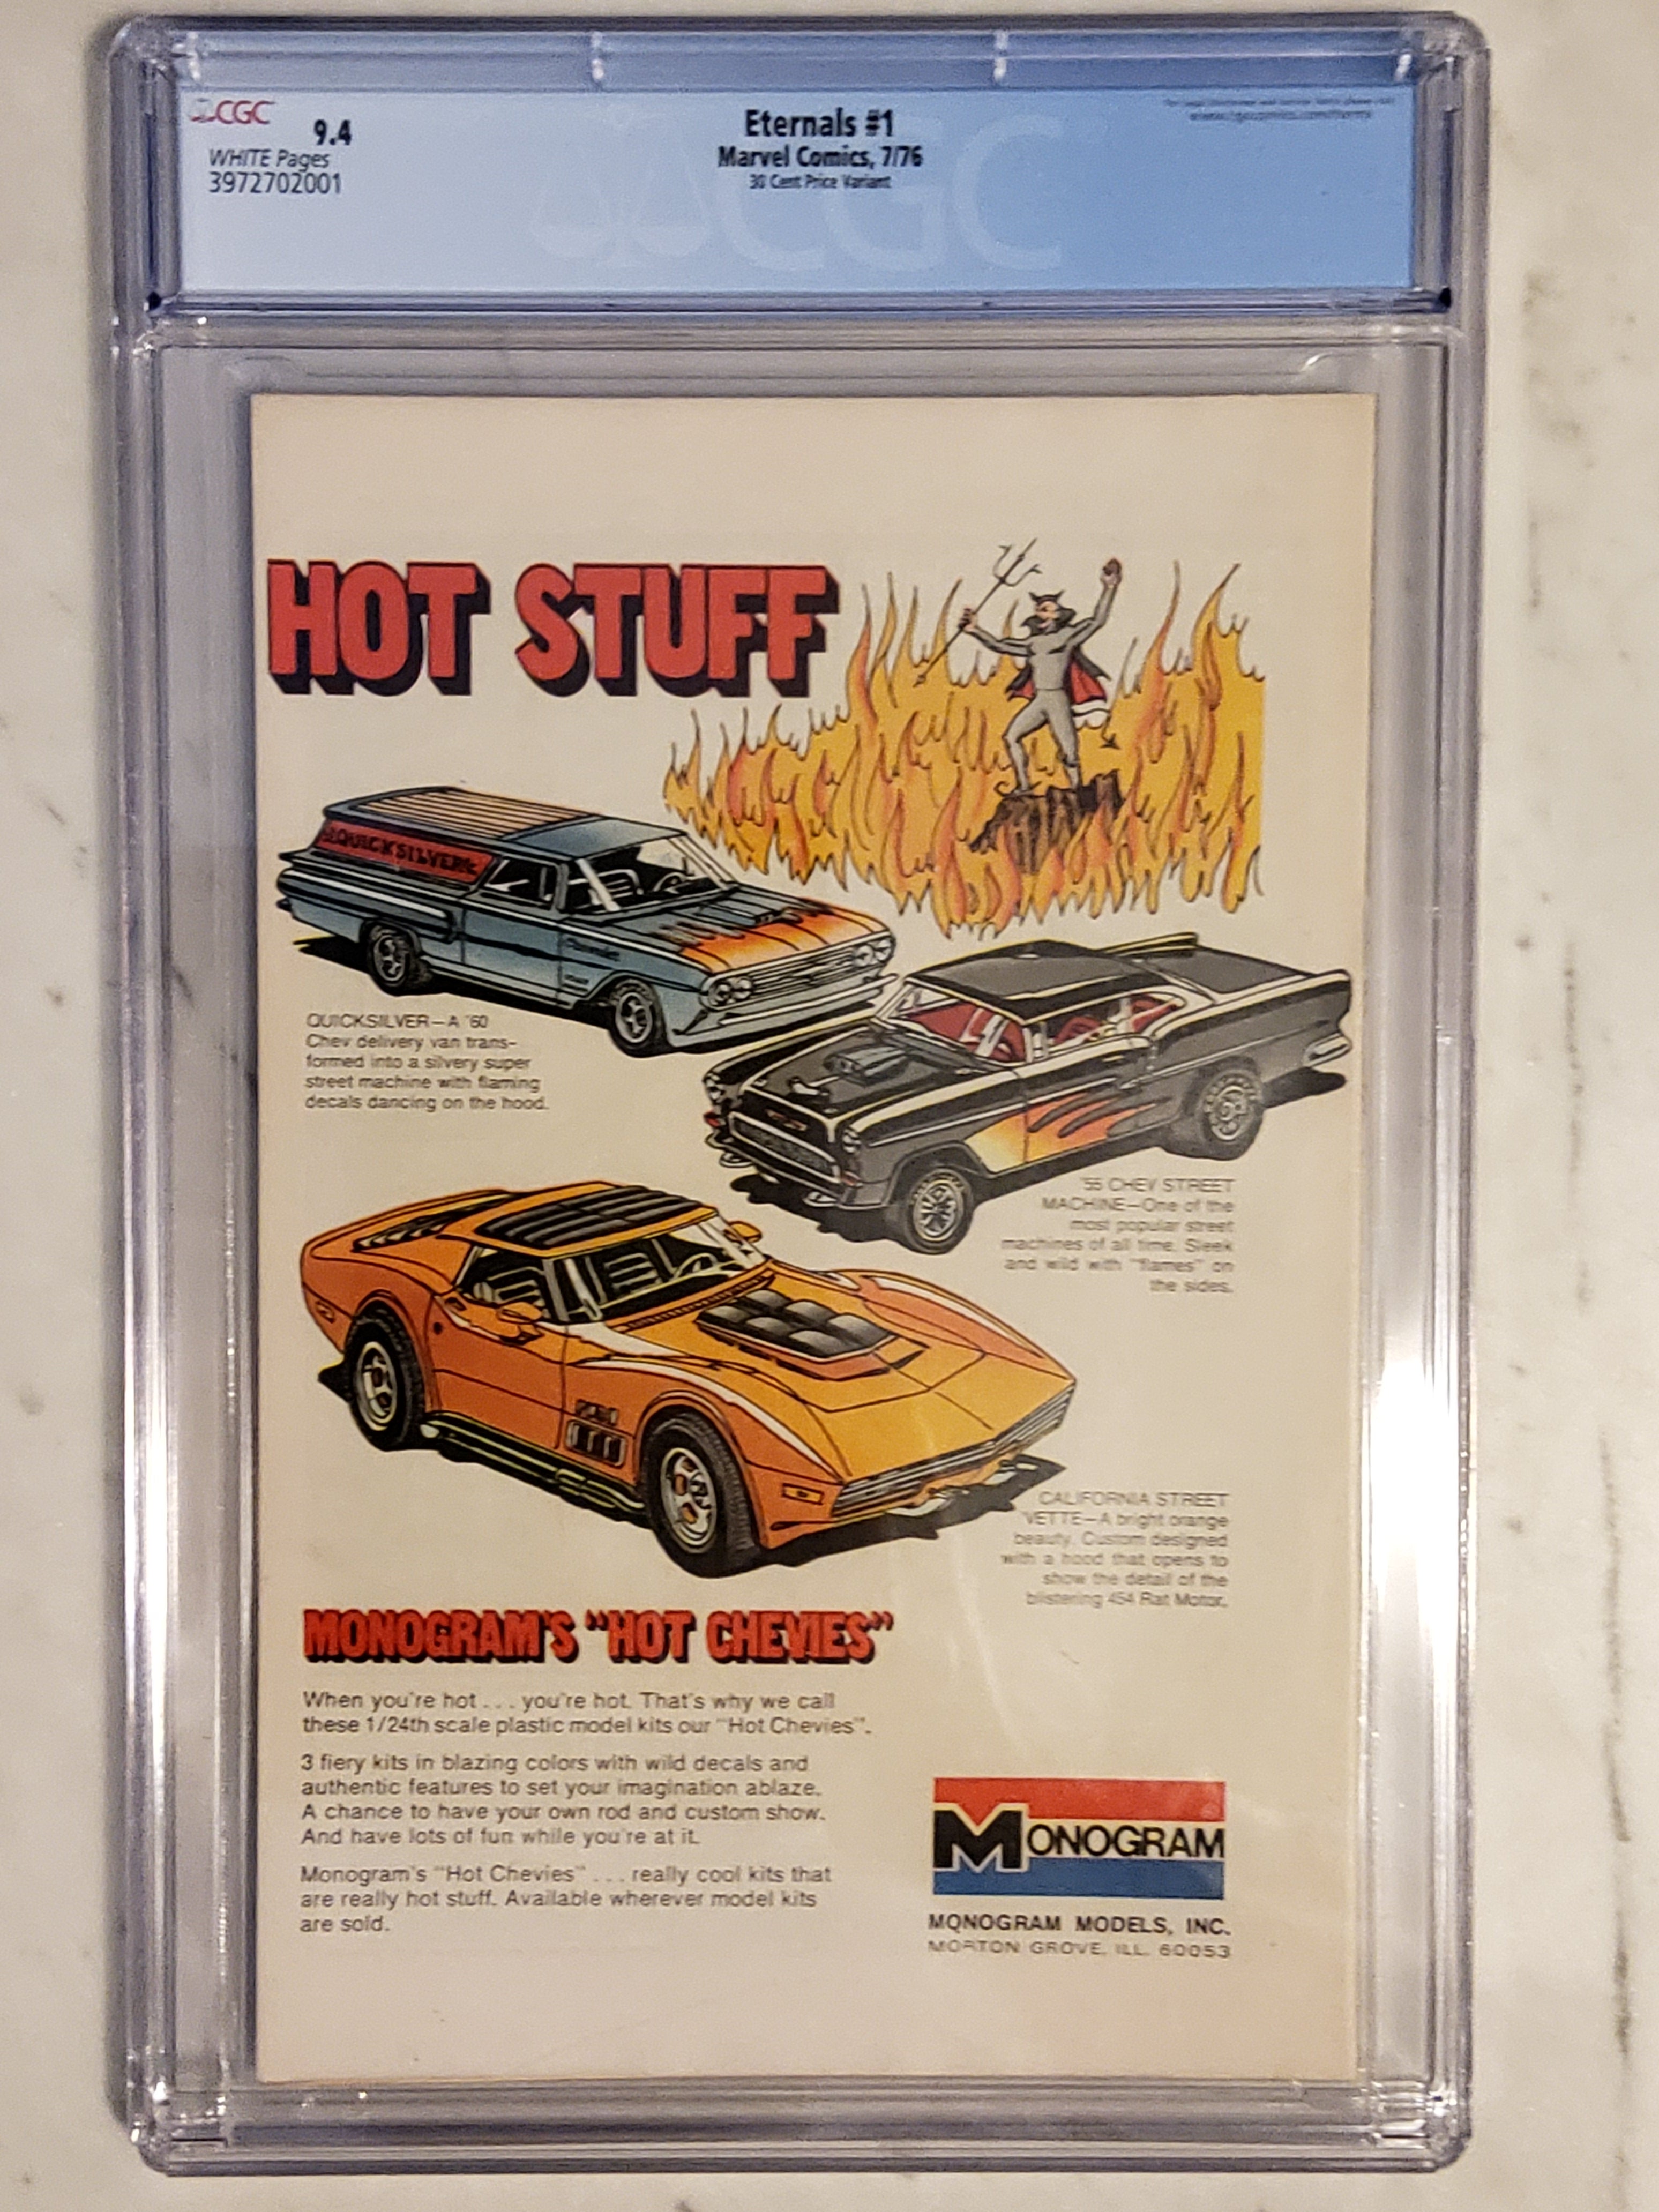 CGC
9.4
WHITE Pages
3972702001
Eternals #1
Marvel Comics, 7/76
30 Cent Price Variant
www.cgccomics.com/terms
CGC
HOT STUFF
QUICKSILVER
QUICKSILVER—A '60
Chev delivery van trans-
formed into a silvery super
street machine with flaming
decals dancing on the hood.
'55 CHEV STREET
MACHINE—One of the
most popular street
machines of all time. Sleek
and wild with "flames" on
the sides.
CALIFORNIA STREET
'VETTE—A bright orange
beauty. Custom designed
with a hood that opens to
show the detail of the
blistering 454 Rat Motor.
MONOGRAM'S "HOT CHEVIES"
When you're hot . . . you're hot. That's why we call
these 1/24th scale plastic model kits our "Hot Chevies".
3 fiery kits in blazing colors with wild decals and
authentic features to set your imagination ablaze.
A chance to have your own rod and custom show.
And have lots of fun while you're at it.
Monogram's "Hot Chevies" . . . really cool kits that
are really hot stuff. Available wherever model kits
are sold.
MONOGRAM
MONOGRAM MODELS, INC.
MORTON GROVE, ILL. 60053